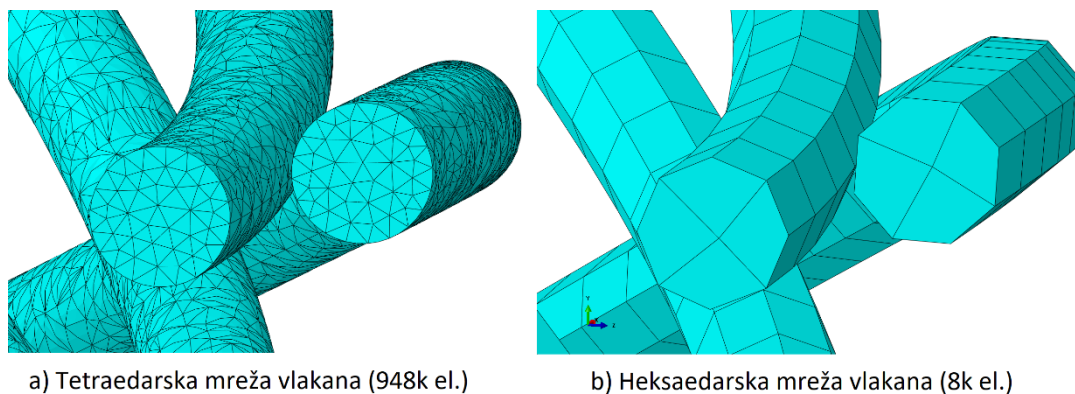 a) Tetraedarska mreža vlakana (948k el.)
b) Heksaedarska mreža vlakana (8k el.)